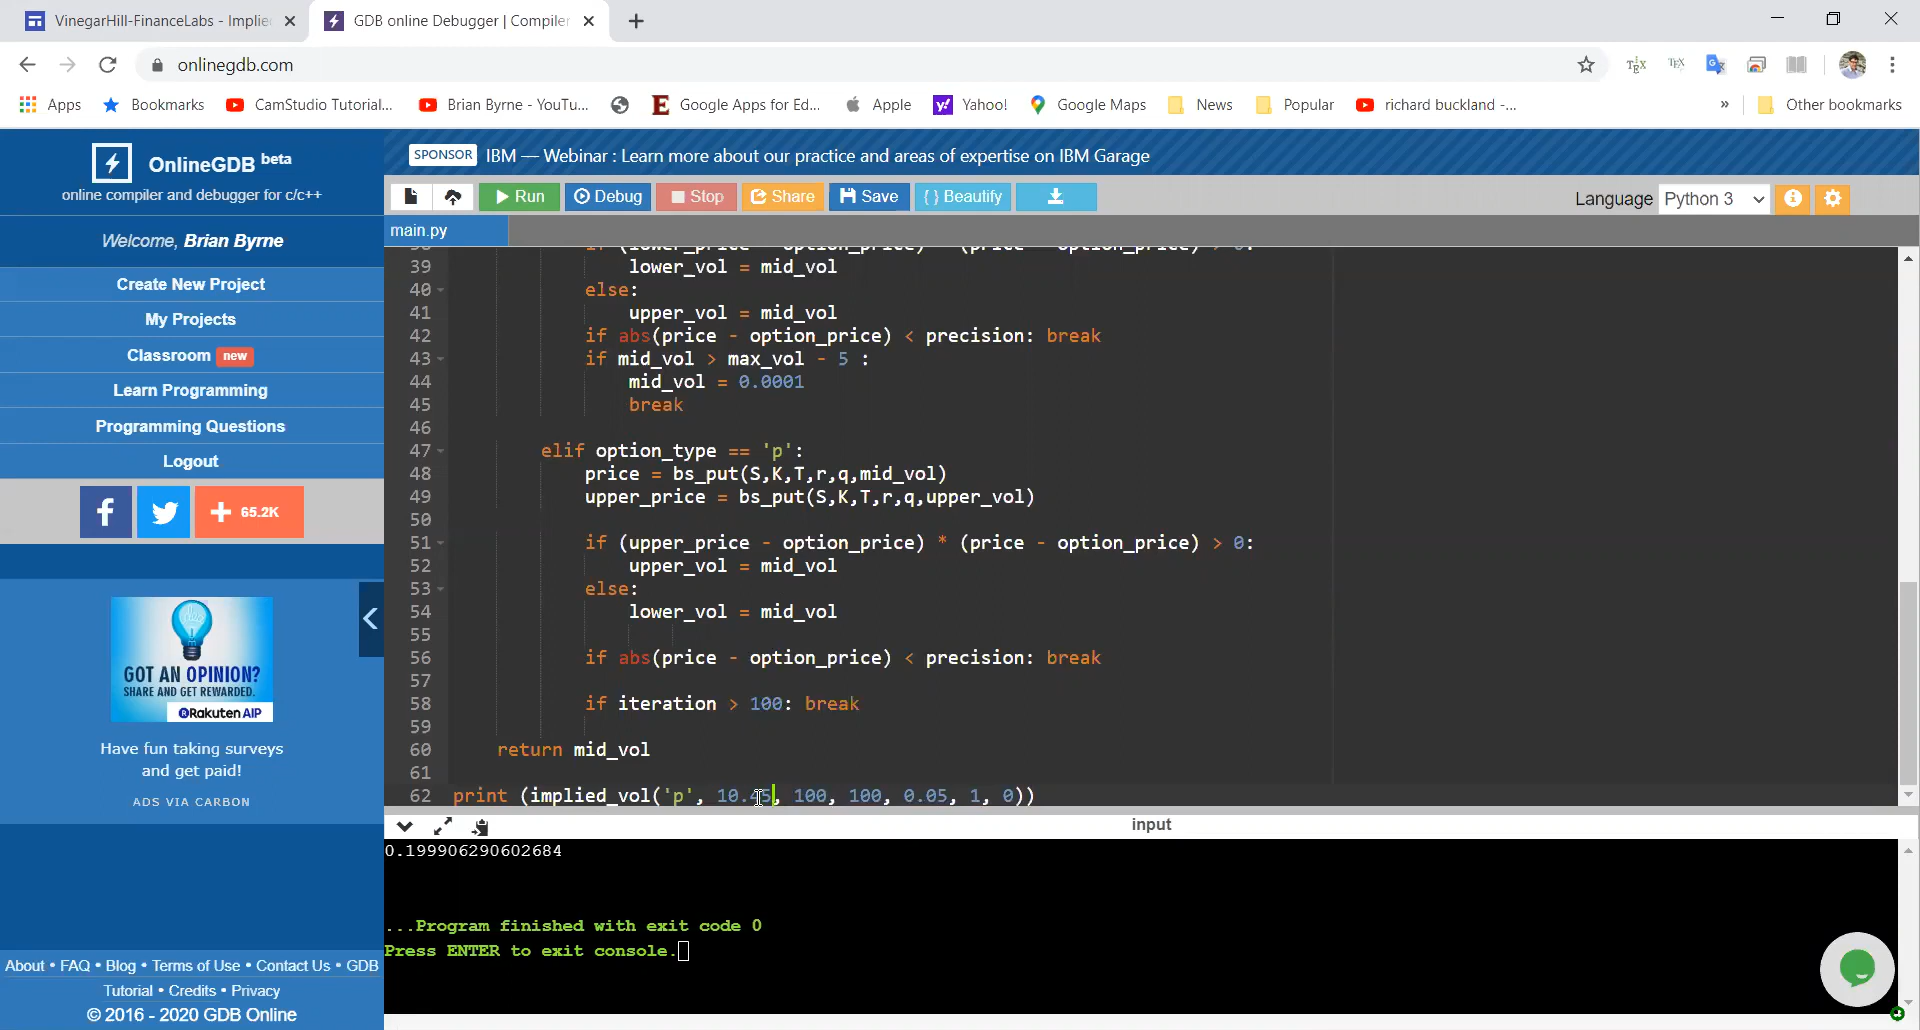 VinegarHill-FinanceLabs - Implie
GDB online Debugger | Compiler
onlinegdb.com
Apps
Bookmarks
CamStudio Tutorial...
Brian Byrne - YouTu...
Google Apps for Ed...
Apple
Yahoo!
Google Maps
News
Popular
richard buckland -...
»
Other bookmarks
OnlineGDB beta
online compiler and debugger for c/c++
Welcome, Brian Byrne
Create New Project
My Projects
Classroom new
Learn Programming
Programming Questions
Logout
65.2K
GOT AN OPINION?
SHARE AND GET REWARDED.
Rakuten AIP
Have fun taking surveys
and get paid!
ADS VIA CARBON
About • FAQ • Blog • Terms of Use • Contact Us • GDB
Tutorial • Credits • Privacy
© 2016 - 2020 GDB Online
SPONSOR IBM — Webinar : Learn more about our practice and areas of expertise on IBM Garage
Run
Debug
Stop
Share
Save
{ } Beautify
Language Python 3
main.py
39 lower_vol = mid_vol
40 else:
41 upper_vol = mid_vol
42 if abs(price - option_price) < precision: break
43 if mid_vol > max_vol - 5 :
44 mid_vol = 0.0001
45 break
46
47 elif option_type == 'p':
48 price = bs_put(S,K,T,r,q,mid_vol)
49 upper_price = bs_put(S,K,T,r,q,upper_vol)
50
51 if (upper_price - option_price) * (price - option_price) > 0:
52 upper_vol = mid_vol
53 else:
54 lower_vol = mid_vol
55
56 if abs(price - option_price) < precision: break
57
58 if iteration > 100: break
59
60 return mid_vol
61
62 print (implied_vol('p', 10.45, 100, 100, 0.05, 1, 0))
input
0.199906290602684
...Program finished with exit code 0
Press ENTER to exit console.